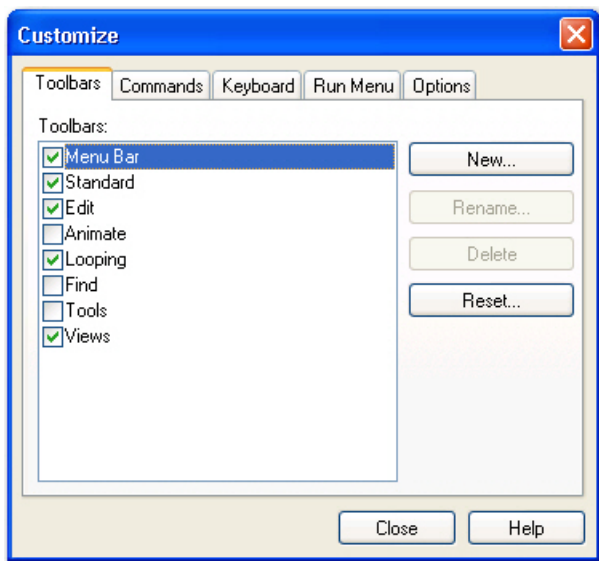 Customize
Toolbars Commands Keyboard Run Menu Options
Toolbars:
Menu Bar
Standard
Edit
Animate
Looping
Find
Tools
Views
New...
Rename...
Delete
Reset...
Close Help